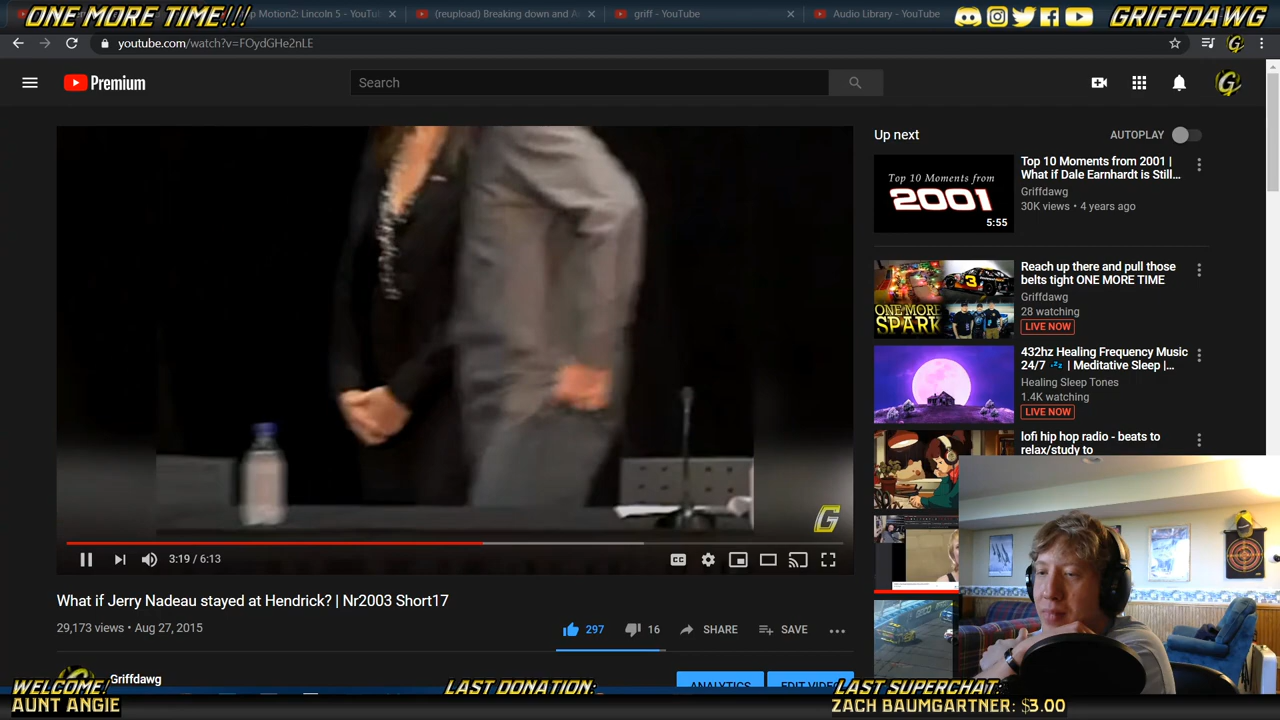 ONE MORE TIME!!!
Motion2: Lincoln 5 - YouTu
(reupload) Breaking down and A
griff - YouTube
Audio Library - YouTube
GRIFFDAWG
youtube.com/watch?v=FOydGHe2nLE
Premium
Search
Up next
AUTOPLAY
Top 10 Moments from
2001
5:55
Top 10 Moments from 2001 |
What if Dale Earnhardt is Still...
Griffdawg
30K views • 4 years ago
ONE MORE
SPARK
3
Reach up there and pull those
belts tight ONE MORE TIME
Griffdawg
28 watching
LIVE NOW
432hz Healing Frequency Music
24/7 💤 | Meditative Sleep |...
Healing Sleep Tones
1.4K watching
LIVE NOW
lofi hip hop radio - beats to
relax/study to
G
3:19 / 6:13
CC
What if Jerry Nadeau stayed at Hendrick? | Nr2003 Short17
29,173 views • Aug 27, 2015
297
16
SHARE
SAVE
Griffdawg
ANALYTICS
EDIT VIDEO
WELCOME!
AUNT ANGIE
LAST DONATION:
LAST SUPERCHAT:
ZACH BAUMGARTNER: $3.00